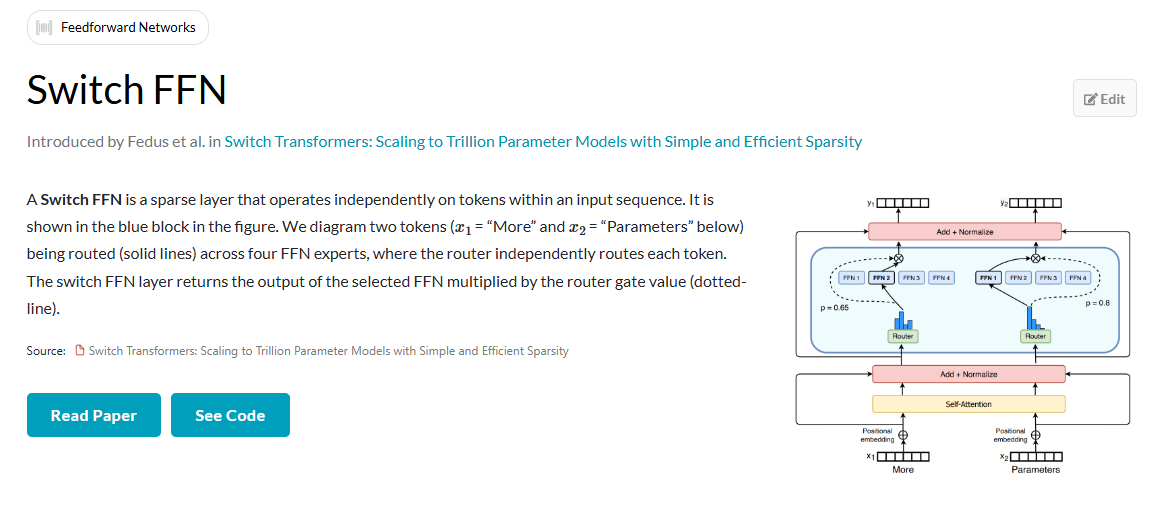 Feedforward Networks
Switch FFN
Edit
Introduced by Fedus et al. in Switch Transformers: Scaling to Trillion Parameter Models with Simple and Efficient Sparsity
A Switch FFN is a sparse layer that operates independently on tokens within an input sequence. It is
shown in the blue block in the figure. We diagram two tokens (x₁ = “More” and x₂ = “Parameters” below)
being routed (solid lines) across four FFN experts, where the router independently routes each token.
The switch FFN layer returns the output of the selected FFN multiplied by the router gate value (dotted-
line).
Source: Switch Transformers: Scaling to Trillion Parameter Models with Simple and Efficient Sparsity
Read Paper See Code
y₁ y₂
Add + Normalize
FFN 1 FFN 2 FFN 3 FFN 4 FFN 1 FFN 2 FFN 3 FFN 4
p = 0.65 p = 0.8
Router Router
Add + Normalize
Self-Attention
Positional Positional
embedding embedding
x₁ x₂
More Parameters